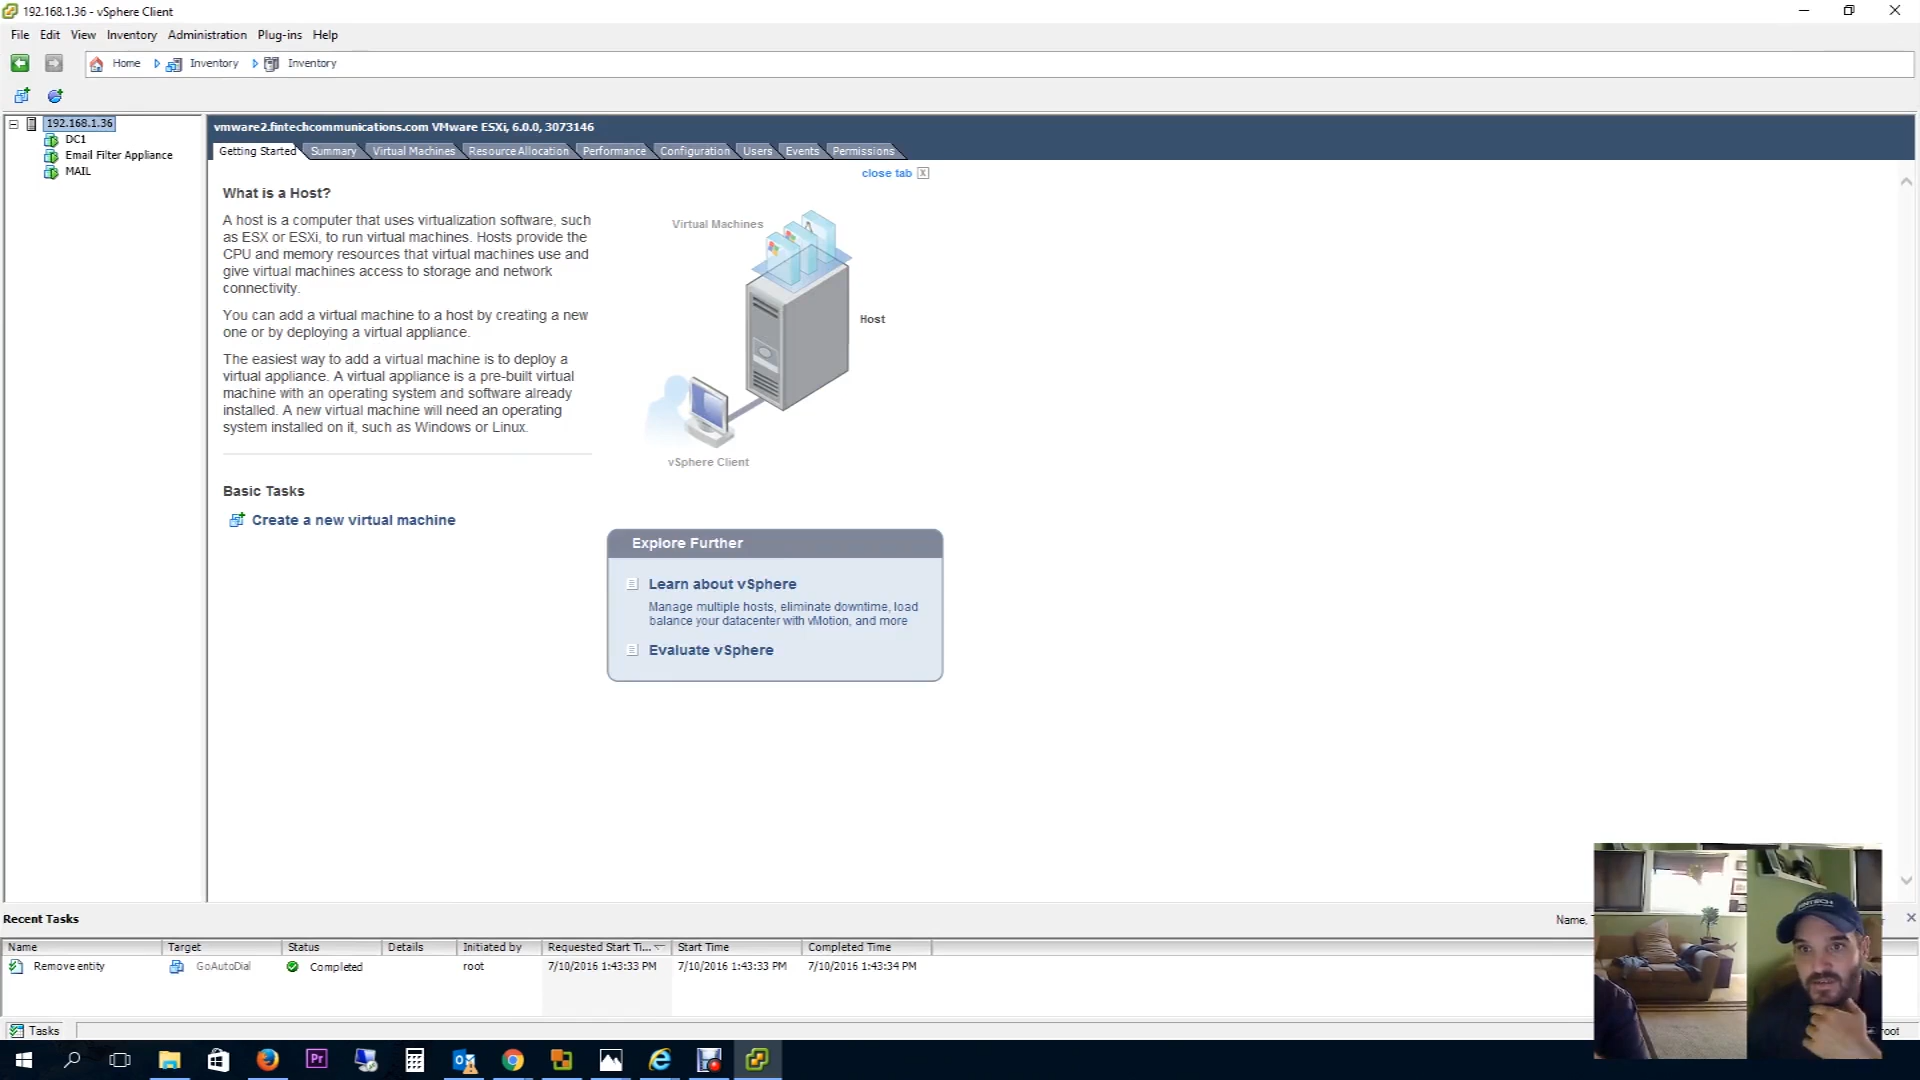 192.168.1.36 - vSphere Client
File Edit View Inventory Administration Plug-ins Help
Home Inventory Inventory
192.168.1.36
DC1
Email Filter Appliance
MAIL
vmware2.fintechcommunications.com VMware ESXi, 6.0.0, 3073146
Getting Started Summary Virtual Machines Resource Allocation Performance Configuration Users Events Permissions
close tab X
What is a Host?
A host is a computer that uses virtualization software, such
as ESX or ESXi, to run virtual machines. Hosts provide the
CPU and memory resources that virtual machines use and
give virtual machines access to storage and network
connectivity.
You can add a virtual machine to a host by creating a new
one or by deploying a virtual appliance.
The easiest way to add a virtual machine is to deploy a
virtual appliance. A virtual appliance is a pre-built virtual
machine with an operating system and software already
installed. A new virtual machine will need an operating
system installed on it, such as Windows or Linux.
Virtual Machines
Host
vSphere Client
Basic Tasks
Create a new virtual machine
Explore Further
Learn about vSphere
Manage multiple hosts, eliminate downtime, load
balance your datacenter with vMotion, and more
Evaluate vSphere
Recent Tasks
Name,
Name Target Status Details Initiated by Requested Start Ti... Start Time Completed Time
Remove entity GoAutoDial Completed root 7/10/2016 1:43:33 PM 7/10/2016 1:43:33 PM 7/10/2016 1:43:34 PM
Tasks
root
FINTECH
Pr